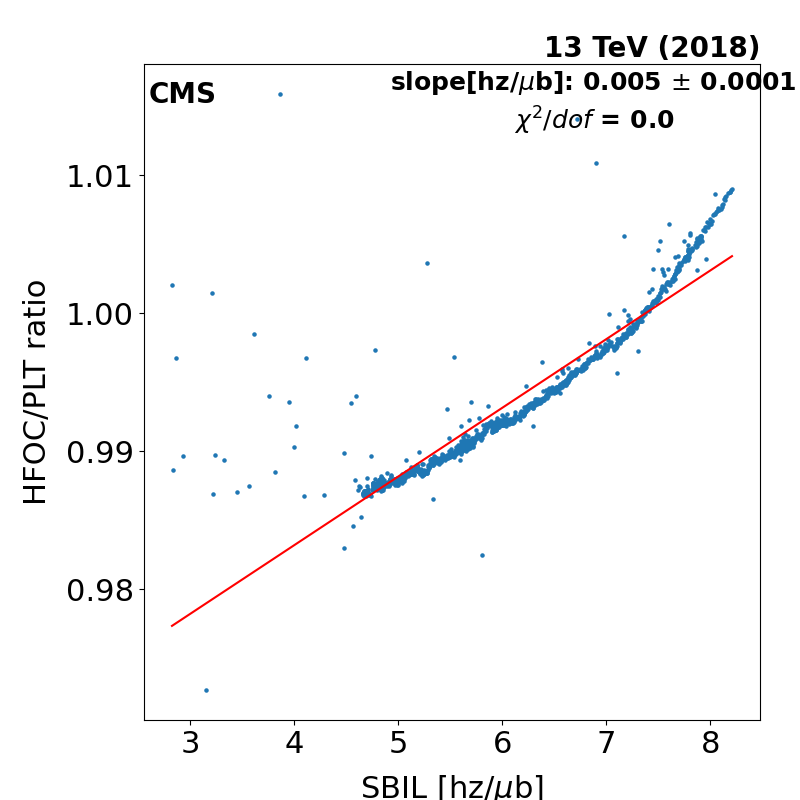 13 TeV (2018)
CMS
slope[hz/μb]: 0.005 ± 0.0001
χ²/dof = 0.0
HFOC/PLT ratio
1.01
1.00
0.99
0.98
3 4 5 6 7 8
SBIL [hz/μb]